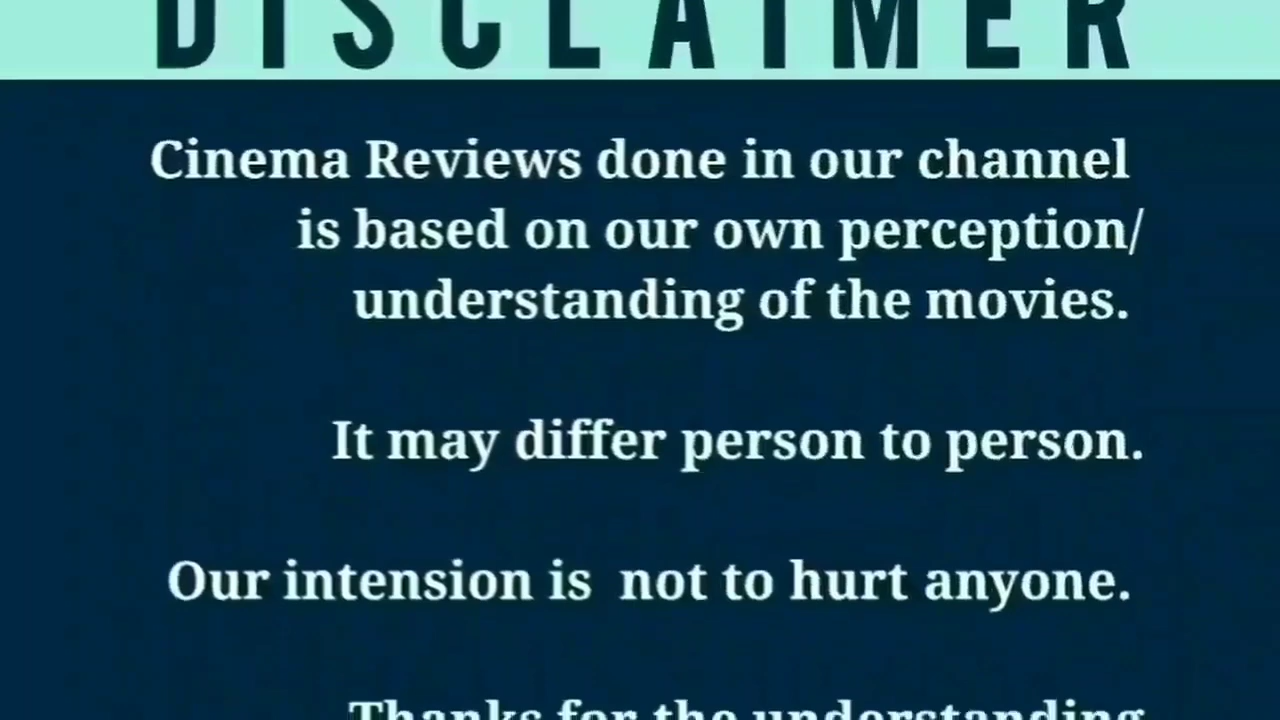 DISCLAIMER
Cinema Reviews done in our channel
is based on our own perception/
understanding of the movies.
It may differ person to person.
Our intension is  not to hurt anyone.
Thanks for the understanding